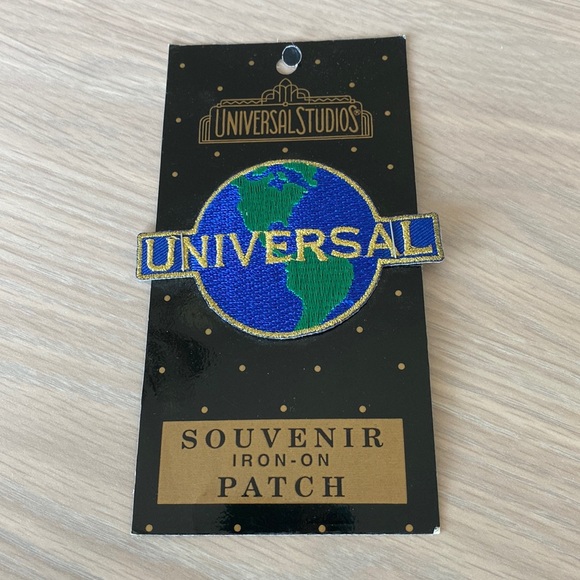 UNIVERSAL STUDIOS®
UNIVERSAL
SOUVENIR
IRON-ON
PATCH